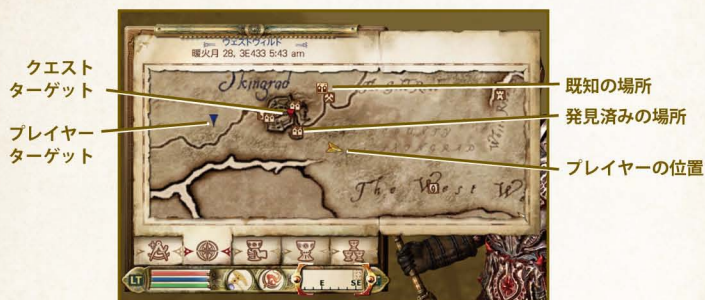 ウエストウィルド
暖火月 28, 3E433 5:43 am
クエスト
ターゲット
プレイヤー
ターゲット
既知の場所
発見済みの場所
プレイヤーの位置
Skingrad
The West W
LT
E
SE